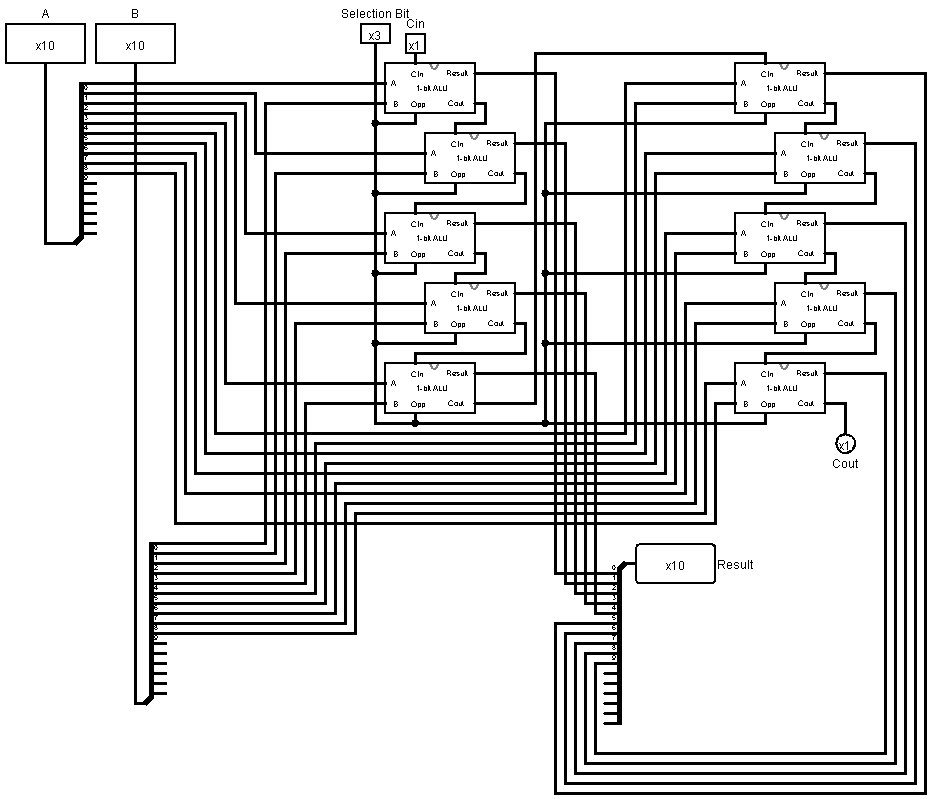 A B Selection Bit Cin
x10 x10 x3 x1
CIn Result CIn Result
A 1-bit ALU A 1-bit ALU
B Opp Cout B Opp Cout
CIn Result CIn Result
A 1-bit ALU A 1-bit ALU
B Opp Cout B Opp Cout
CIn Result CIn Result
A 1-bit ALU A 1-bit ALU
B Opp Cout B Opp Cout
CIn Result CIn Result
A 1-bit ALU A 1-bit ALU
B Opp Cout B Opp Cout
CIn Result CIn Result
A 1-bit ALU A 1-bit ALU
B Opp Cout B Opp Cout
x1
Cout
0
1
2
3
4
5
6
7
8
9
0
1
2
3
4
5
6
7
8
9
x10 Result
0
1
2
3
4
5
6
7
8
9